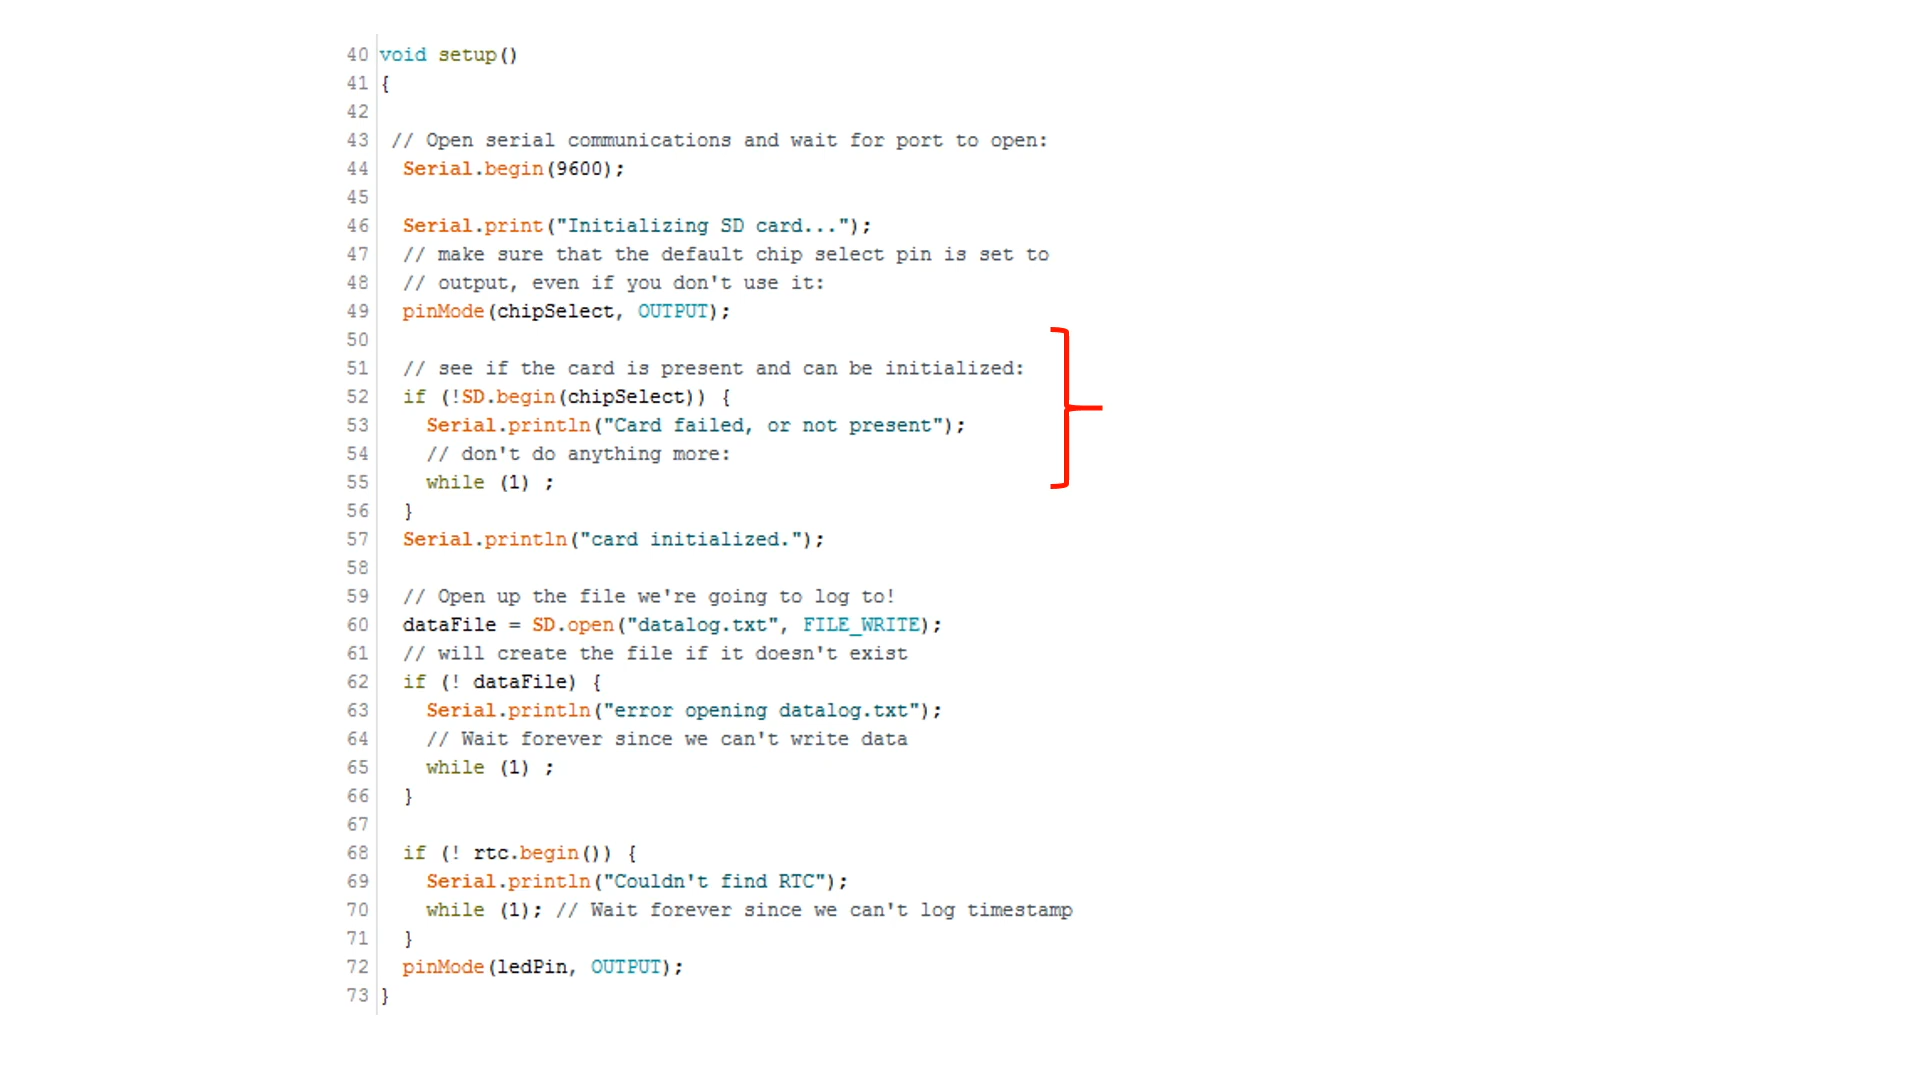 40 void setup()
41 {
42
43 // Open serial communications and wait for port to open:
44 Serial.begin(9600);
45
46 Serial.print("Initializing SD card...");
47 // make sure that the default chip select pin is set to
48 // output, even if you don't use it:
49 pinMode(chipSelect, OUTPUT);
50
51 // see if the card is present and can be initialized:
52 if (!SD.begin(chipSelect)) {
53 Serial.println("Card failed, or not present");
54 // don't do anything more:
55 while (1) ;
56 }
57 Serial.println("card initialized.");
58
59 // Open up the file we're going to log to!
60 dataFile = SD.open("datalog.txt", FILE_WRITE);
61 // will create the file if it doesn't exist
62 if (! dataFile) {
63 Serial.println("error opening datalog.txt");
64 // Wait forever since we can't write data
65 while (1) ;
66 }
67
68 if (! rtc.begin()) {
69 Serial.println("Couldn't find RTC");
70 while (1); // Wait forever since we can't log timestamp
71 }
72 pinMode(ledPin, OUTPUT);
73 }